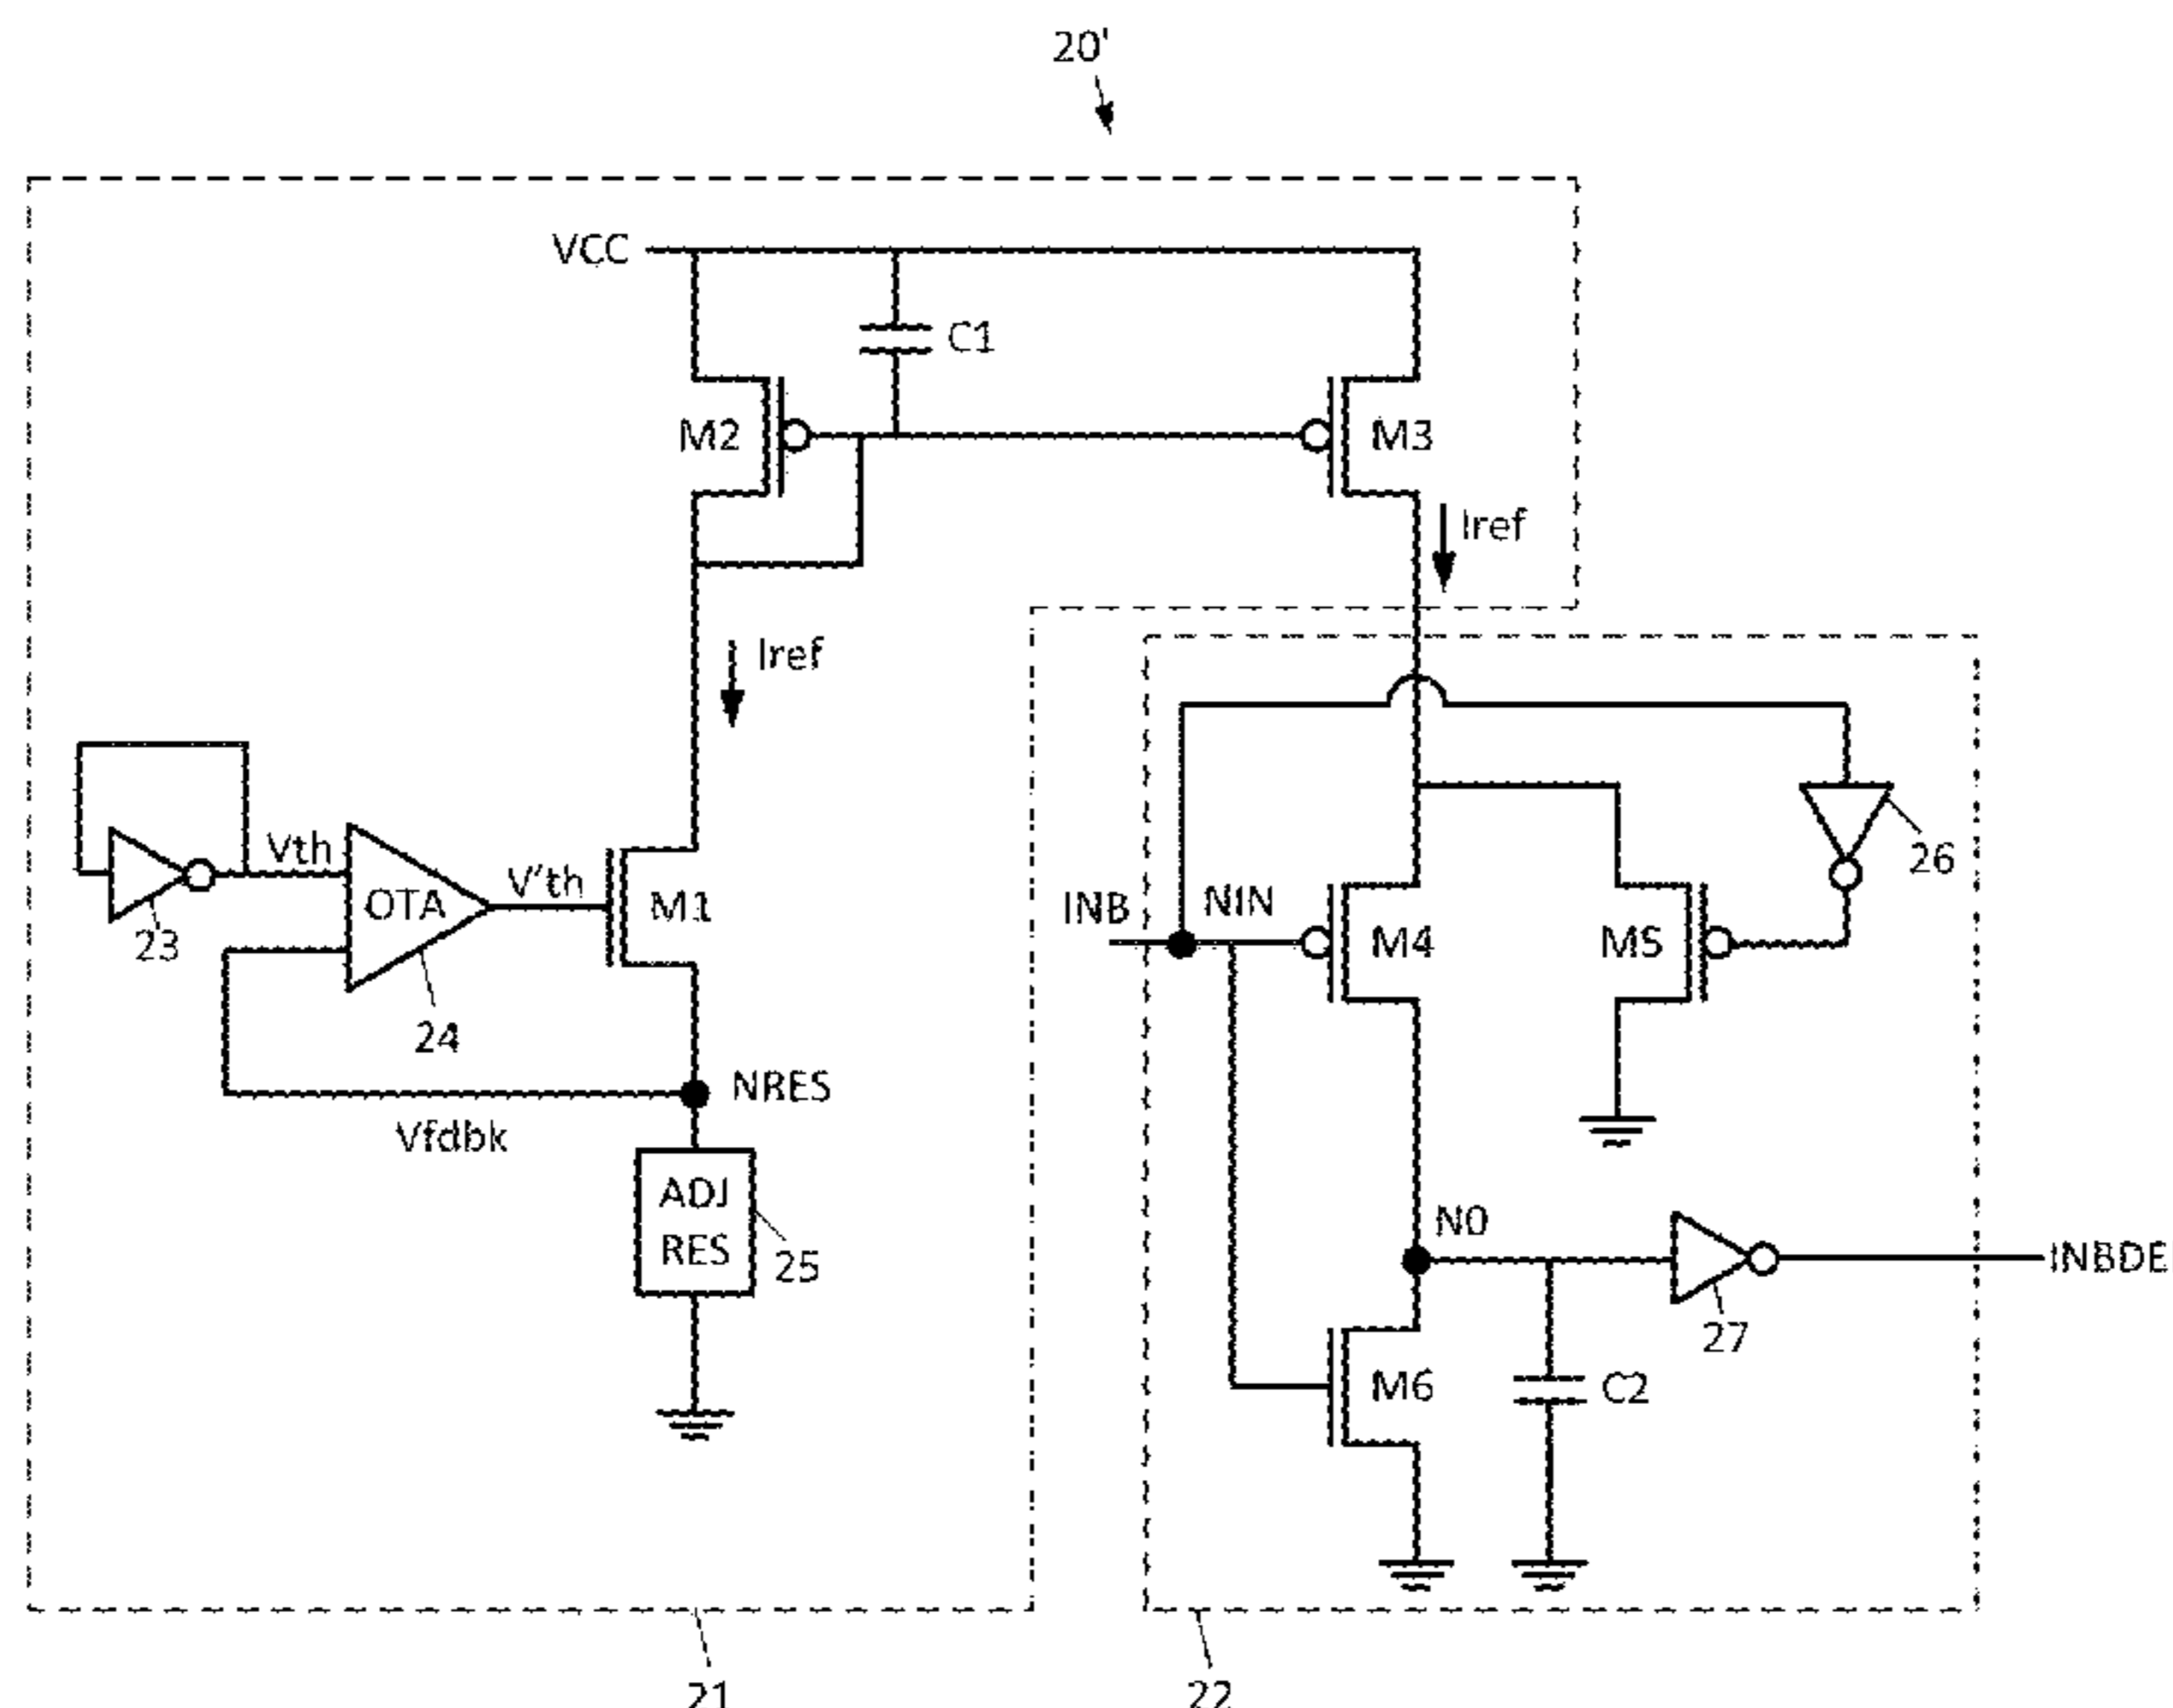 20'
VCC
C1
M2
M3
Iref
Iref
Vth
OTA
V'th
M1
23
24
INB
NIN
M4
M5
26
NRES
Vfdbk
ADJ
RES
25
N0
INBDE
27
M6
C2
21
22